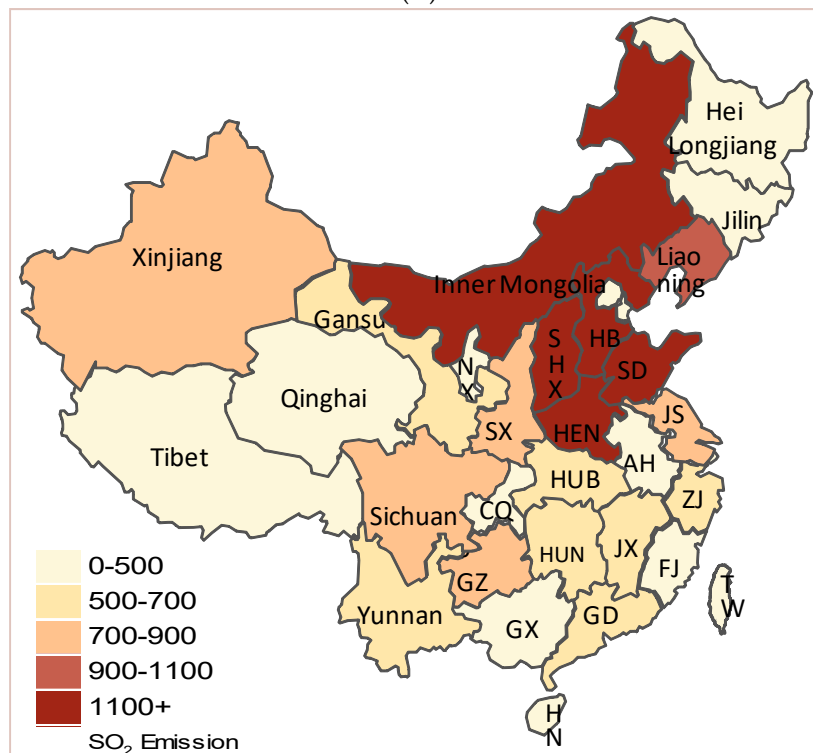 Hei
Longjiang
Jilin
Xinjiang
Liao
ning
Inner Mongolia
Gansu
S
H
X
HB
SD
N
X
Qinghai
JS
SX
HEN
Tibet
AH
HUB
ZJ
CQ
Sichuan
HUN
JX
FJ
GZ
T
W
Yunnan
GX
GD
H
N
0-500
500-700
700-900
900-1100
1100+
SO₂ Emission